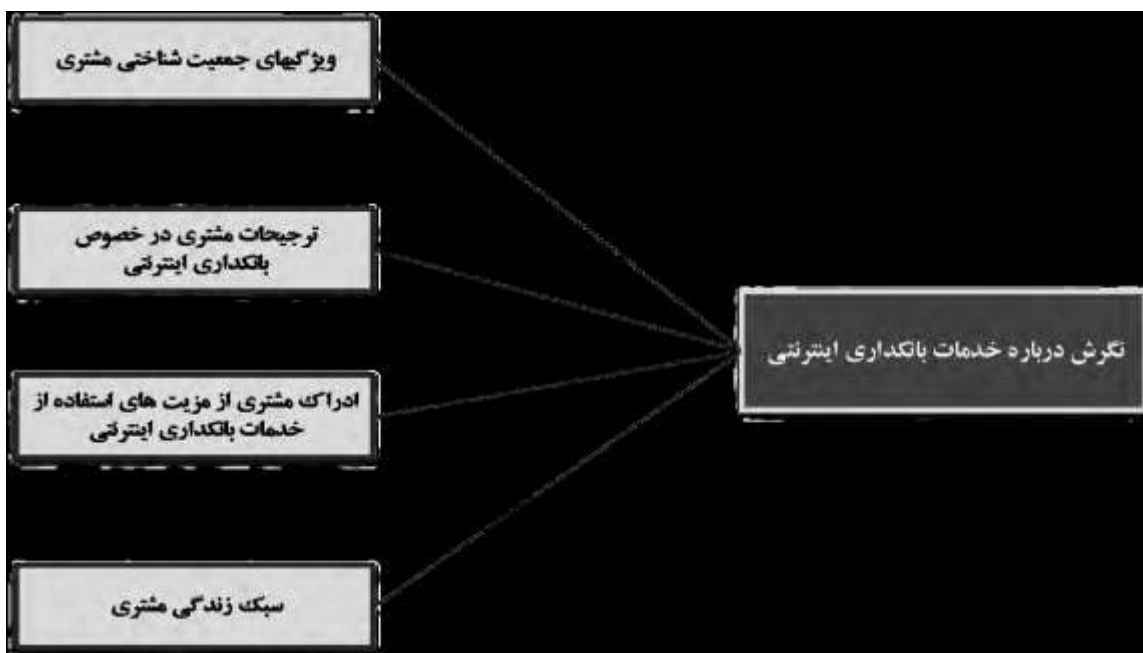 ویژگیهای جمعیت شناختی مشتری
ترجیحات مشتری در خصوص
بانکداری اینترنتی
ادراک مشتری از مزیت های استفاده از
خدمات بانکداری اینترنتی
سبک زندگی مشتری
نگرش درباره خدمات بانکداری اینترنتی